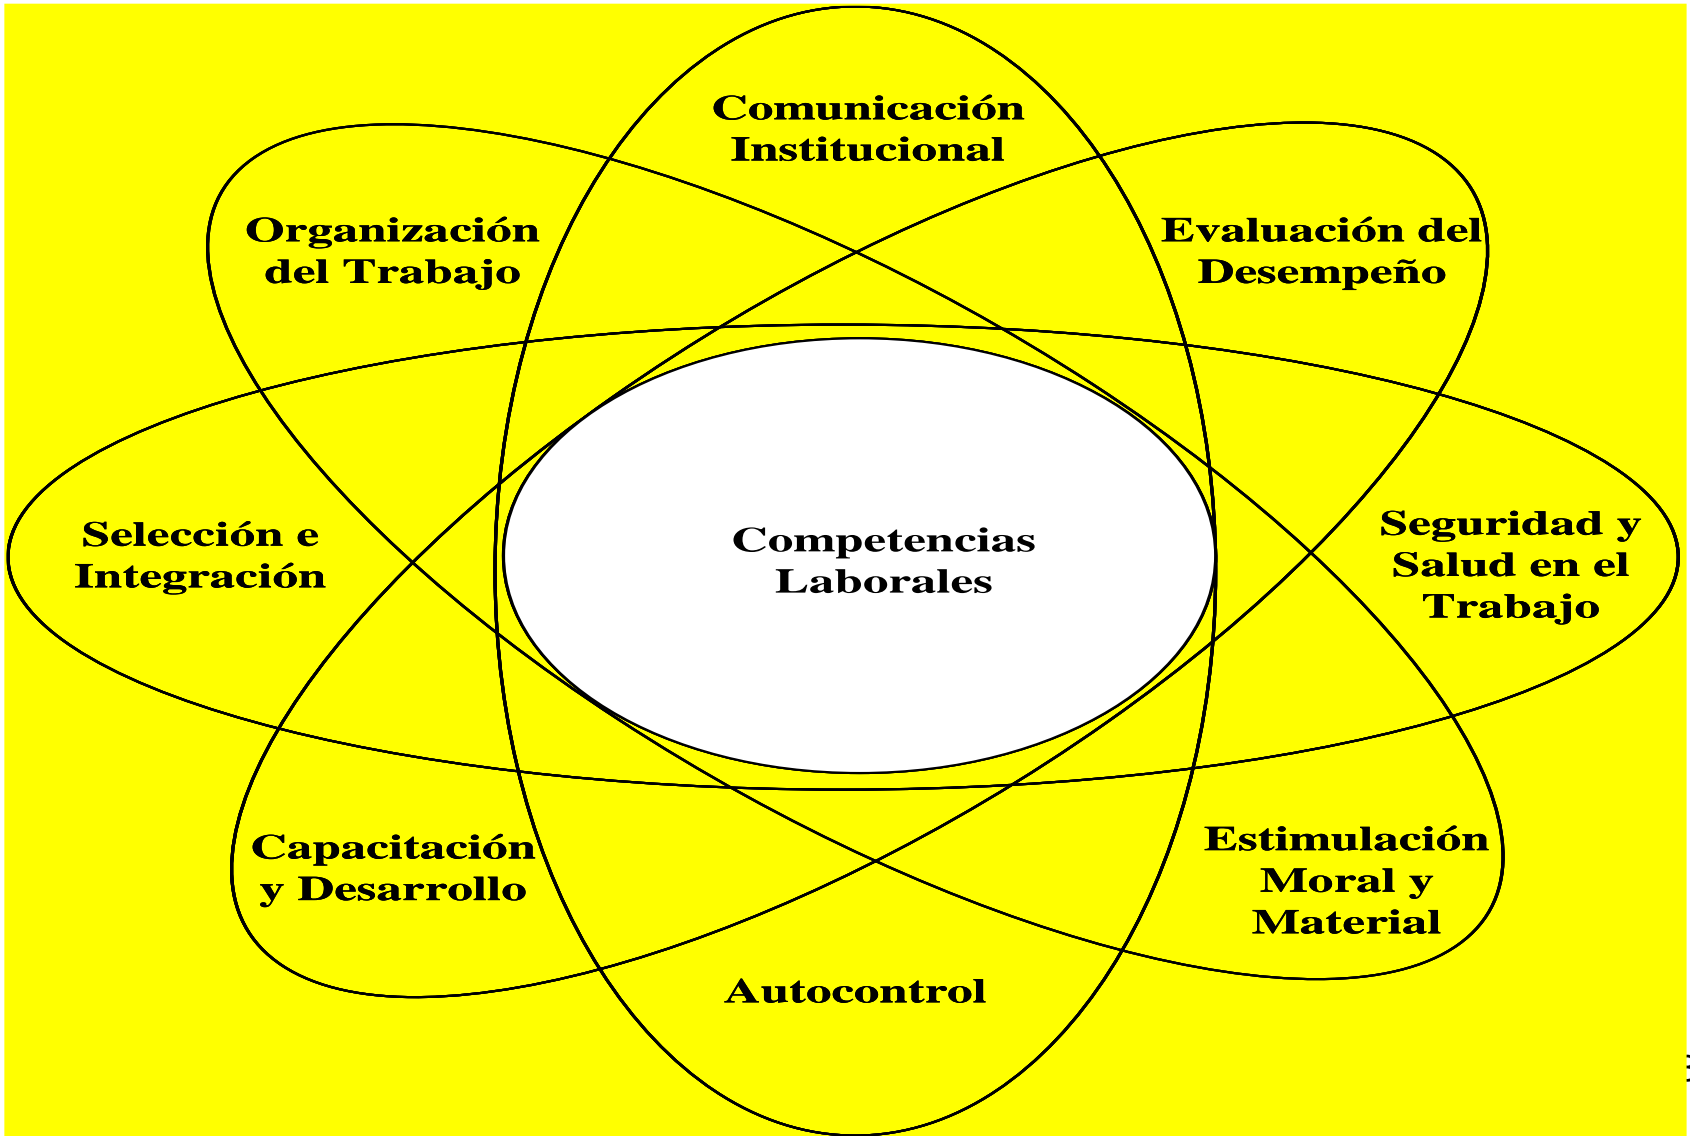 Comunicación
Institucional
Organización
del Trabajo
Evaluación del
Desempeño
Selección e
Integración
Competencias
Laborales
Seguridad y
Salud en el
Trabajo
Capacitación
y Desarrollo
Estimulación
Moral y
Material
Autocontrol